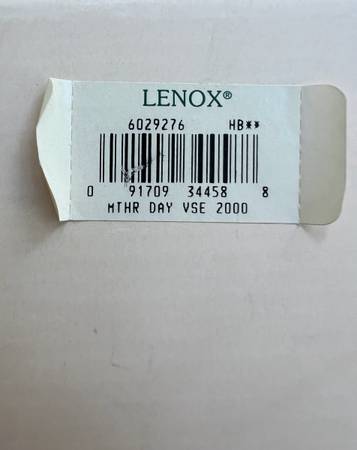 LENOX®
6029276 HB**
0 91709 34458 8
MTHR DAY VSE 2000